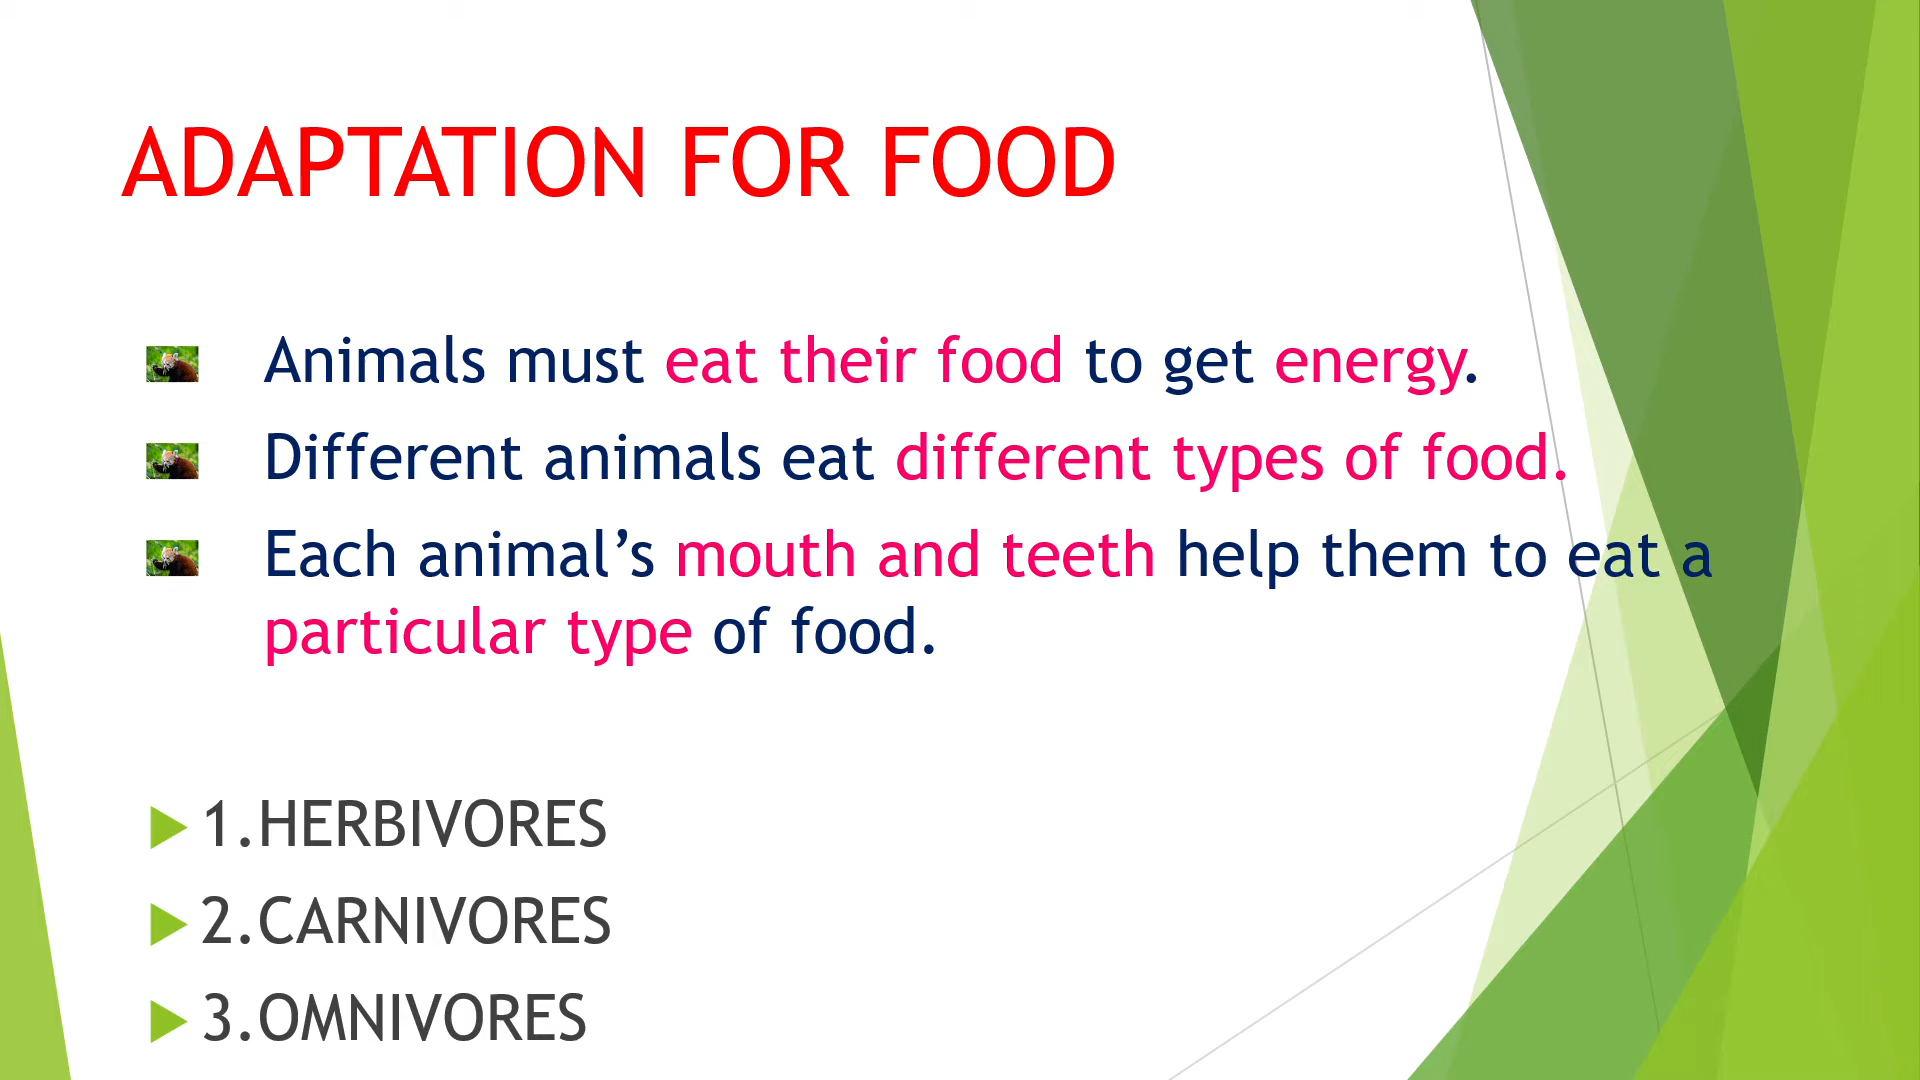 ADAPTATION FOR FOOD
Animals must eat their food to get energy.
Different animals eat different types of food.
Each animal’s mouth and teeth help them to eat a
particular type of food.
1.HERBIVORES
2.CARNIVORES
3.OMNIVORES